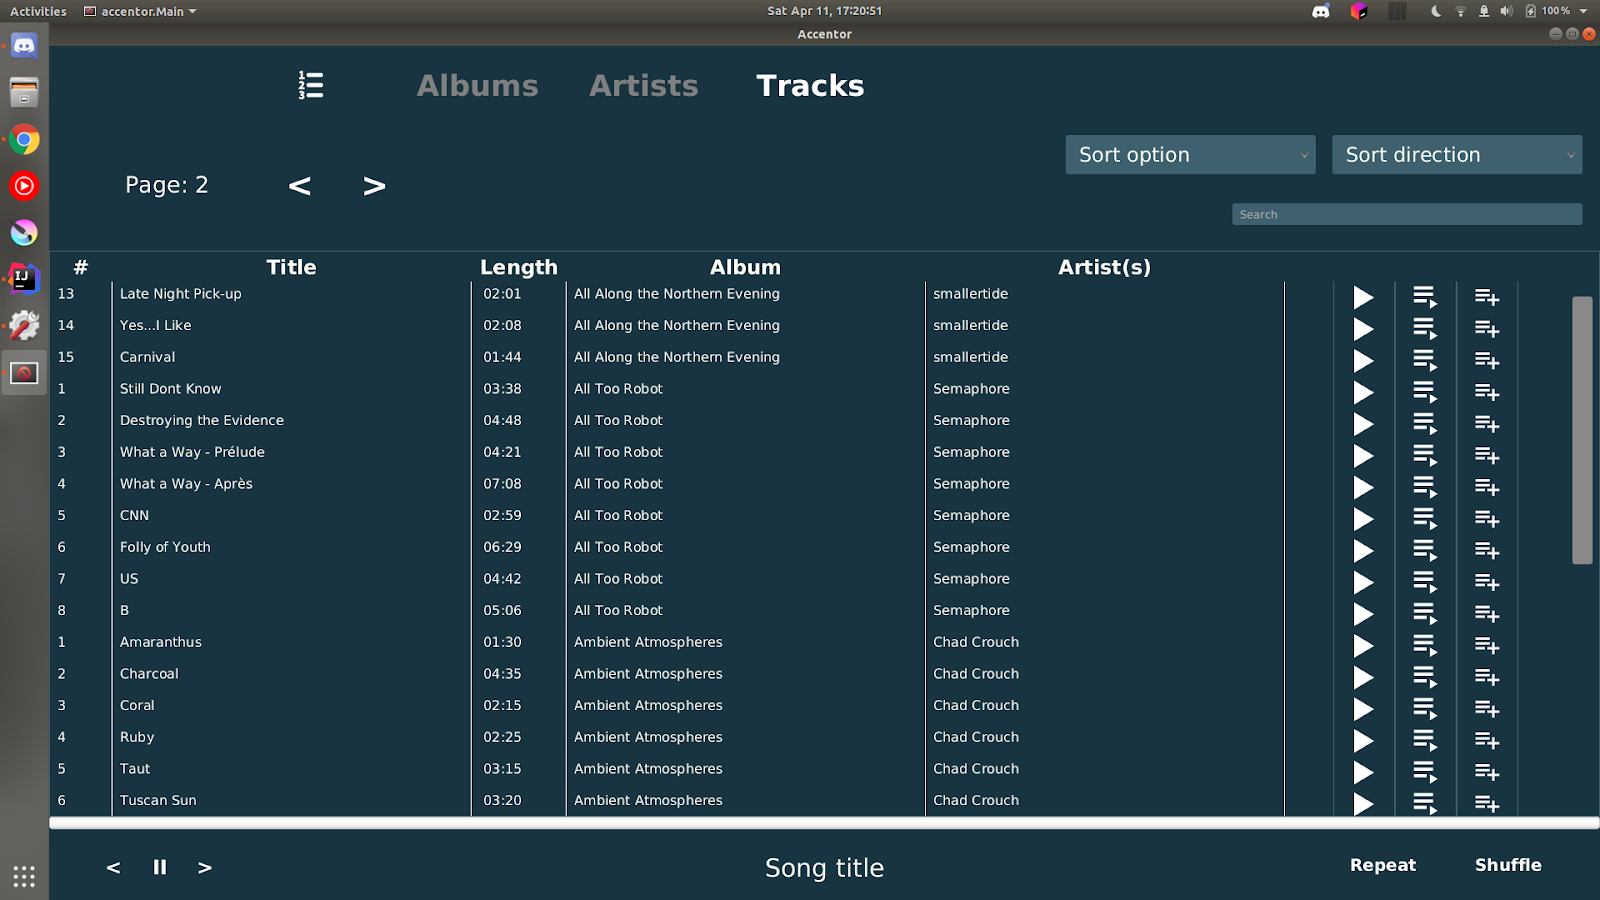 Activities accentor.Main Sat Apr 11, 17:20:51 100 %
Accentor
1 2 3 Albums Artists Tracks
Sort option Sort direction
Page: 2 < >
Search
# Title Length Album Artist(s)
13 Late Night Pick-up 02:01 All Along the Northern Evening smallertide
14 Yes...I Like 02:08 All Along the Northern Evening smallertide
15 Carnival 01:44 All Along the Northern Evening smallertide
1 Still Dont Know 03:38 All Too Robot Semaphore
2 Destroying the Evidence 04:48 All Too Robot Semaphore
3 What a Way - Prélude 04:21 All Too Robot Semaphore
4 What a Way - Après 07:08 All Too Robot Semaphore
5 CNN 02:59 All Too Robot Semaphore
6 Folly of Youth 06:29 All Too Robot Semaphore
7 US 04:42 All Too Robot Semaphore
8 B 05:06 All Too Robot Semaphore
1 Amaranthus 01:30 Ambient Atmospheres Chad Crouch
2 Charcoal 04:35 Ambient Atmospheres Chad Crouch
3 Coral 02:15 Ambient Atmospheres Chad Crouch
4 Ruby 02:25 Ambient Atmospheres Chad Crouch
5 Taut 03:15 Ambient Atmospheres Chad Crouch
6 Tuscan Sun 03:20 Ambient Atmospheres Chad Crouch
< > Song title Repeat Shuffle
IJ